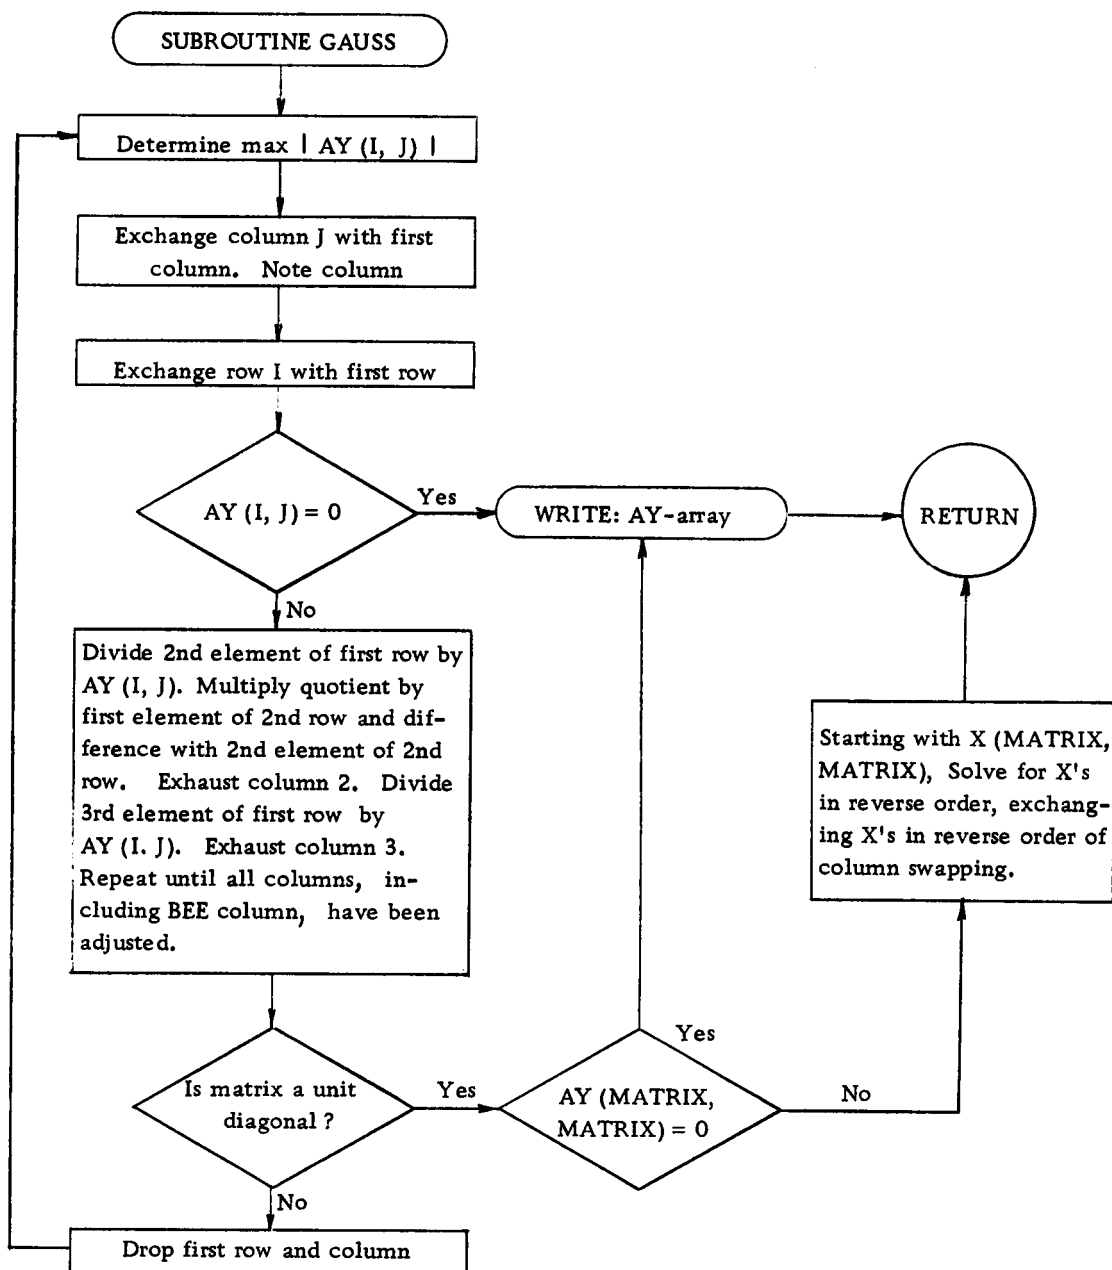 SUBROUTINE GAUSS
Determine max | AY (I, J) |
Exchange column J with first
column. Note column
Exchange row I with first row
AY (I, J) = 0
Yes
WRITE: AY-array
RETURN
No
Divide 2nd element of first row by
AY (I, J). Multiply quotient by
first element of 2nd row and dif-
ference with 2nd element of 2nd
row. Exhaust column 2. Divide
3rd element of first row by
AY (I. J). Exhaust column 3.
Repeat until all columns, in-
cluding BEE column, have been
adjusted.
Starting with X (MATRIX,
MATRIX), Solve for X's
in reverse order, exchang-
ing X's in reverse order of
column swapping.
Is matrix a unit
diagonal ?
Yes
AY (MATRIX,
MATRIX) = 0
Yes
No
No
Drop first row and column